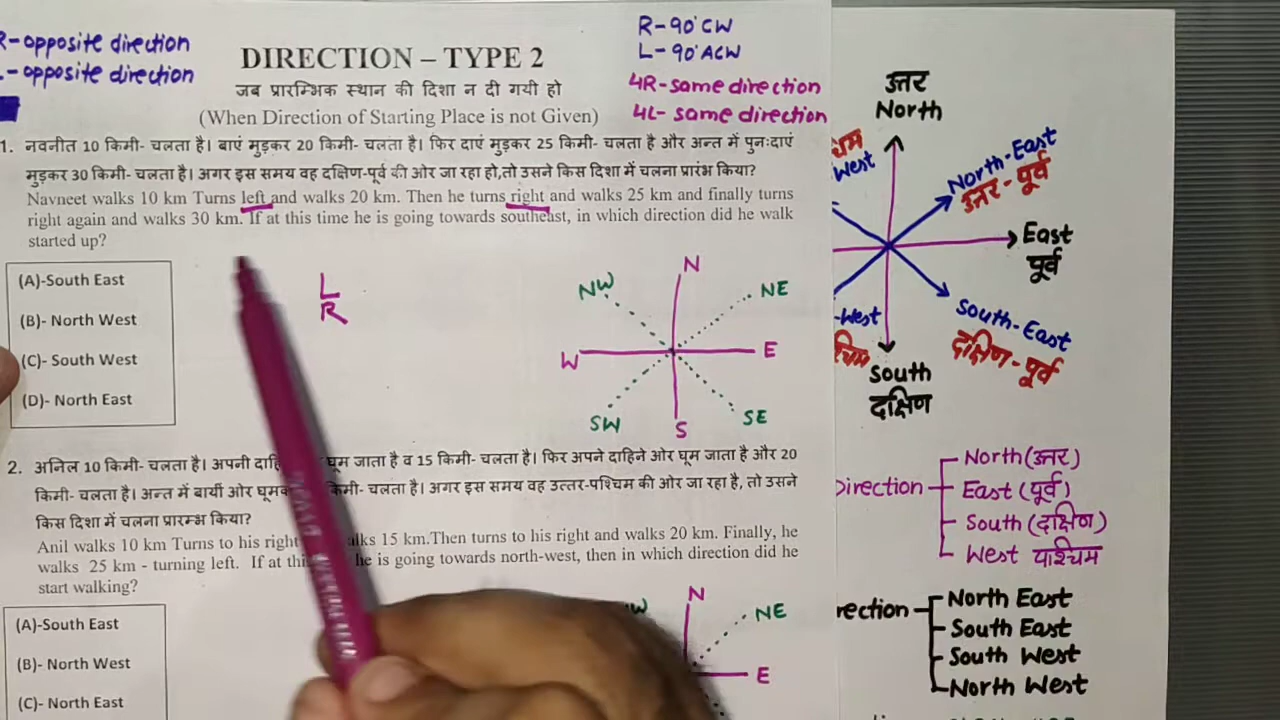 R-opposite direction
-opposite direction
DIRECTION – TYPE 2
जब प्रारम्भिक स्थान की दिशा न दी गयी हो
(When Direction of Starting Place is not Given)
R-90°CW
L-90°ACW
4R-same direction
4L-same direction
1. नवनीत 10 किमी- चलता है। बाएं मुड़कर 20 किमी- चलता है। फिर दाएं मुड़कर 25 किमी- चलता है और अन्त में पुनःदाएं
मुड़कर 30 किमी- चलता है। अगर इस समय वह दक्षिण-पूर्व की ओर जा रहा हो,तो उसने किस दिशा में चलना प्रारंभ किया?
Navneet walks 10 km Turns left and walks 20 km. Then he turns right and walks 25 km and finally turns
right again and walks 30 km. If at this time he is going towards southeast, in which direction did he walk
started up?
(A)-South East
(B)- North West
(C)- South West
(D)- North East
L
R
N
NW
NE
W
E
SW
SE
S
2. अनिल 10 किमी- चलता है। अपनी घूम जाता है व 15 किमी- चलता है। फिर अपने दाहिने ओर घूम जाता है और 20
किमी- चलता है। अन्त में बायीं ओर किमी- चलता है। अगर इस समय वह उत्तर-पश्चिम की ओर जा रहा है, तो उसने
किस दिशा में चलना प्रारम्भ किया?
Anil walks 10 km Turns to his right walks 15 km.Then turns to his right and walks 20 km. Finally, he
walks 25 km - turning left. If at he is going towards north-west, then in which direction did he
start walking?
(A)-South East
(B)- North West
(C)- North East
N
NE
E
उत्तर
North
West
North-East
उत्तर-पूर्व
East
पूर्व
-West
South-East
दक्षिण-पूर्व
South
दक्षिण
Direction
North(उत्तर)
East (पूर्व)
South (दक्षिण)
West पश्चिम
rection
North East
South East
South West
North West